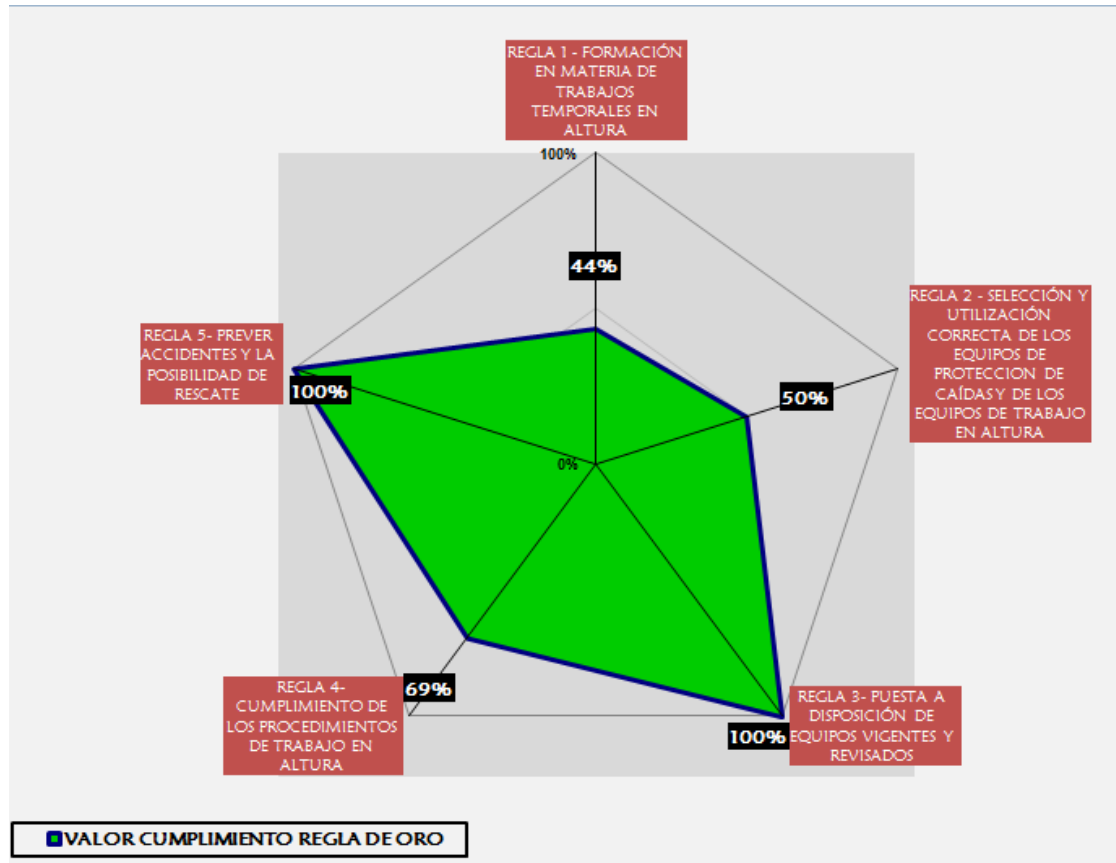 REGLA 1 - FORMACIÓN
EN MATERIA DE
TRABAJOS
TEMPORALES EN
ALTURA
100%
44%
REGLA 2 - SELECCIÓN Y
UTILIZACIÓN
CORRECTA DE LOS
EQUIPOS DE
PROTECCION DE
CAÍDAS Y DE LOS
EQUIPOS DE TRABAJO
EN ALTURA
50%
REGLA 5- PREVER
ACCIDENTES Y LA
POSIBILIDAD DE
RESCATE
100%
0%
REGLA 4-
CUMPLIMIENTO DE
LOS PROCEDIMIENTOS
DE TRABAJO EN
ALTURA
69%
REGLA 3- PUESTA A
DISPOSICIÓN DE
EQUIPOS VIGENTES Y
REVISADOS
100%
VALOR CUMPLIMIENTO REGLA DE ORO